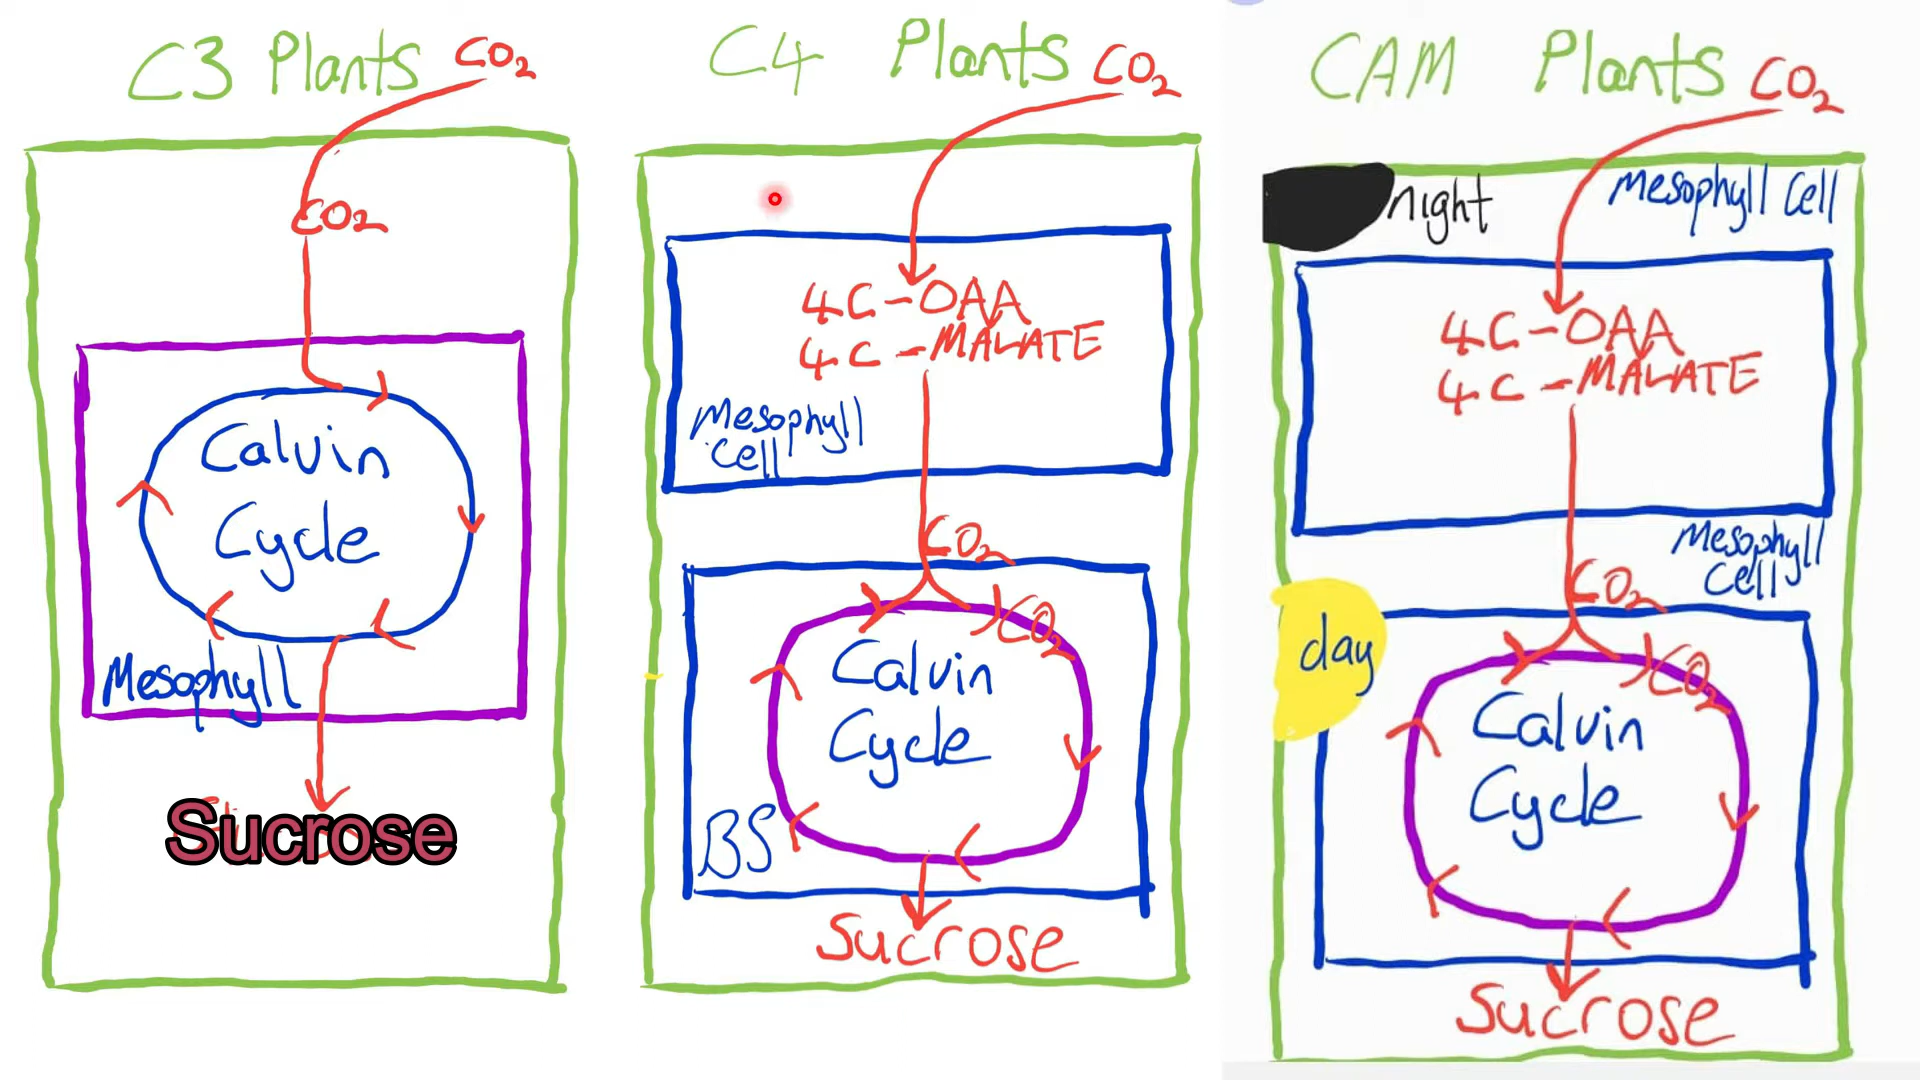 C3 Plants CO2
CO2
Calvin
Cycle
Mesophyll
Sucrose
C4 Plants CO2
4C-OAA
4C-MALATE
Mesophyll
Cell
CO2
CO2
Calvin
Cycle
BS
Sucrose
CAM Plants CO2
night
Mesophyll Cell
4C-OAA
4C-MALATE
Mesophyll
Cell
CO2
day
CO2
Calvin
Cycle
Sucrose